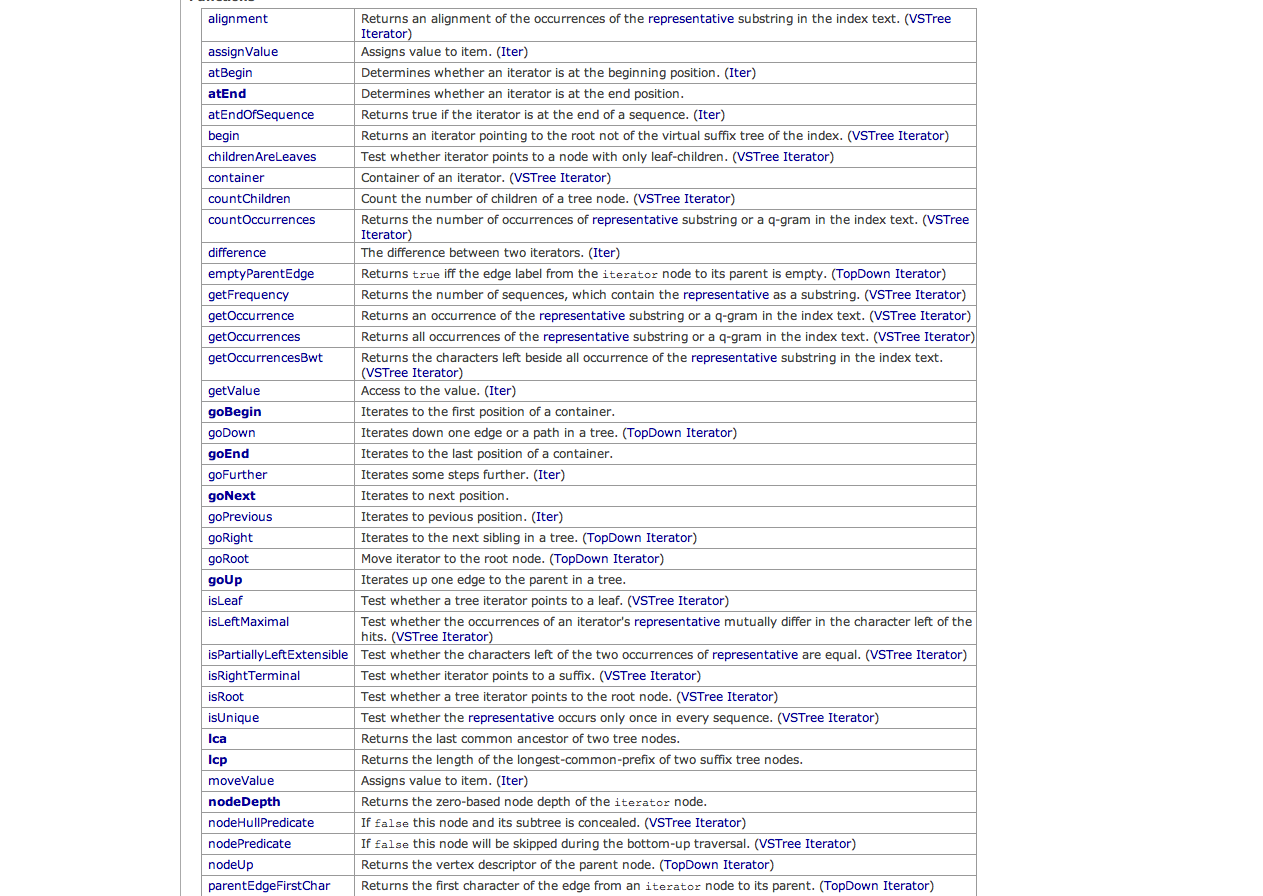 alignment Returns an alignment of the occurrences of the representative substring in the index text. (VSTree
Iterator)
assignValue Assigns value to item. (Iter)
atBegin Determines whether an iterator is at the beginning position. (Iter)
atEnd Determines whether an iterator is at the end position.
atEndOfSequence Returns true if the iterator is at the end of a sequence. (Iter)
begin Returns an iterator pointing to the root not of the virtual suffix tree of the index. (VSTree Iterator)
childrenAreLeaves Test whether iterator points to a node with only leaf-children. (VSTree Iterator)
container Container of an iterator. (VSTree Iterator)
countChildren Count the number of children of a tree node. (VSTree Iterator)
countOccurrences Returns the number of occurrences of representative substring or a q-gram in the index text. (VSTree
Iterator)
difference The difference between two iterators. (Iter)
emptyParentEdge Returns true iff the edge label from the iterator node to its parent is empty. (TopDown Iterator)
getFrequency Returns the number of sequences, which contain the representative as a substring. (VSTree Iterator)
getOccurrence Returns an occurrence of the representative substring or a q-gram in the index text. (VSTree Iterator)
getOccurrences Returns all occurrences of the representative substring or a q-gram in the index text. (VSTree Iterator)
getOccurrencesBwt Returns the characters left beside all occurrence of the representative substring in the index text.
(VSTree Iterator)
getValue Access to the value. (Iter)
goBegin Iterates to the first position of a container.
goDown Iterates down one edge or a path in a tree. (TopDown Iterator)
goEnd Iterates to the last position of a container.
goFurther Iterates some steps further. (Iter)
goNext Iterates to next position.
goPrevious Iterates to pevious position. (Iter)
goRight Iterates to the next sibling in a tree. (TopDown Iterator)
goRoot Move iterator to the root node. (TopDown Iterator)
goUp Iterates up one edge to the parent in a tree.
isLeaf Test whether a tree iterator points to a leaf. (VSTree Iterator)
isLeftMaximal Test whether the occurrences of an iterator's representative mutually differ in the character left of the
hits. (VSTree Iterator)
isPartiallyLeftExtensible Test whether the characters left of the two occurrences of representative are equal. (VSTree Iterator)
isRightTerminal Test whether iterator points to a suffix. (VSTree Iterator)
isRoot Test whether a tree iterator points to the root node. (VSTree Iterator)
isUnique Test whether the representative occurs only once in every sequence. (VSTree Iterator)
lca Returns the last common ancestor of two tree nodes.
lcp Returns the length of the longest-common-prefix of two suffix tree nodes.
moveValue Assigns value to item. (Iter)
nodeDepth Returns the zero-based node depth of the iterator node.
nodeHullPredicate If false this node and its subtree is concealed. (VSTree Iterator)
nodePredicate If false this node will be skipped during the bottom-up traversal. (VSTree Iterator)
nodeUp Returns the vertex descriptor of the parent node. (TopDown Iterator)
parentEdgeFirstChar Returns the first character of the edge from an iterator node to its parent. (TopDown Iterator)